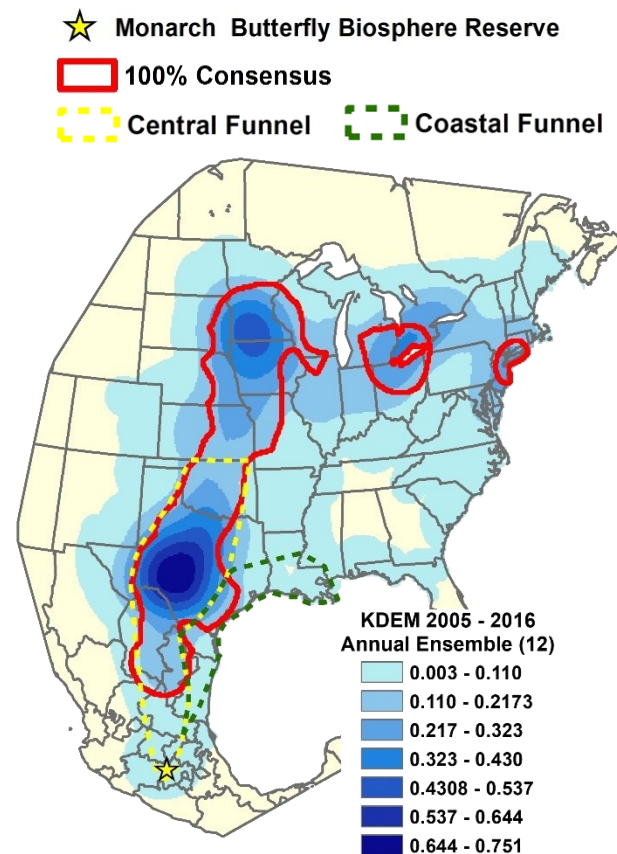 Monarch Butterfly Biosphere Reserve
100% Consensus
Central Funnel Coastal Funnel
KDEM 2005 - 2016
Annual Ensemble (12)
0.003 - 0.110
0.110 - 0.2173
0.217 - 0.323
0.323 - 0.430
0.4308 - 0.537
0.537 - 0.644
0.644 - 0.751